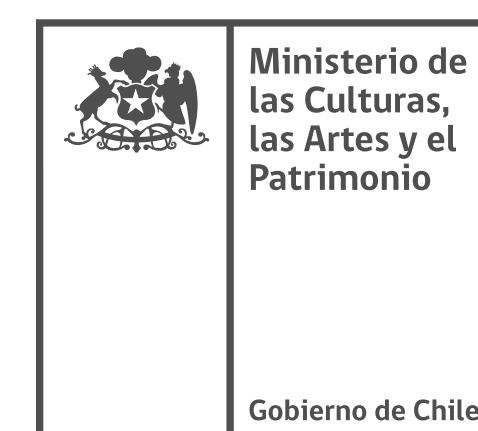 Ministerio de
las Culturas,
las Artes y el
Patrimonio
Gobierno de Chile